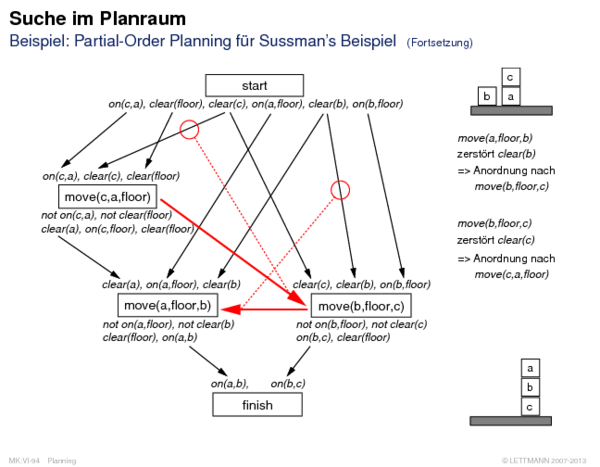 Suche im Planraum
Beispiel: Partial-Order Planning für Sussman's Beispiel (Fortsetzung)
start
on(c,a), clear(floor), clear(c), on(a,floor), clear(b), on(b,floor)
c
b a
move(a,floor,b)
zerstört clear(b)
=> Anordnung nach
move(b,floor,c)
on(c,a), clear(c), clear(floor)
move(c,a,floor)
not on(c,a), not clear(floor)
clear(a), on(c,floor), clear(floor)
move(b,floor,c)
zerstört clear(c)
=> Anordnung nach
move(c,a,floor)
clear(a), on(a,floor), clear(b)
clear(c), clear(b), on(b,floor)
move(a,floor,b)
move(b,floor,c)
not on(a,floor), not clear(b)
clear(floor), on(a,b)
not on(b,floor), not clear(c)
on(b,c), clear(floor)
on(a,b), on(b,c)
finish
a
b
c
MK:VI-94 Planning
© LETTMANN 2007-2013